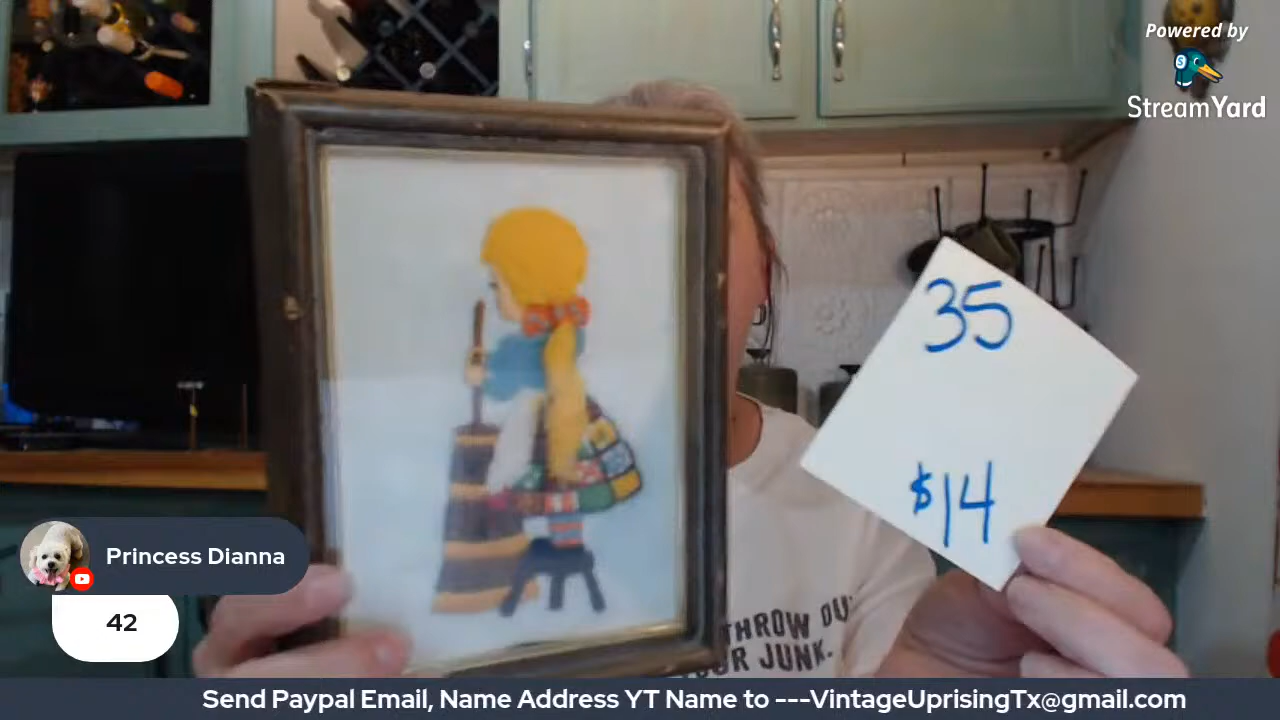 Powered by
StreamYard
35
$14
THROW OU
OUR JUNK.
Princess Dianna
42
Send Paypal Email, Name Address YT Name to ---VintageUprisingTx@gmail.com